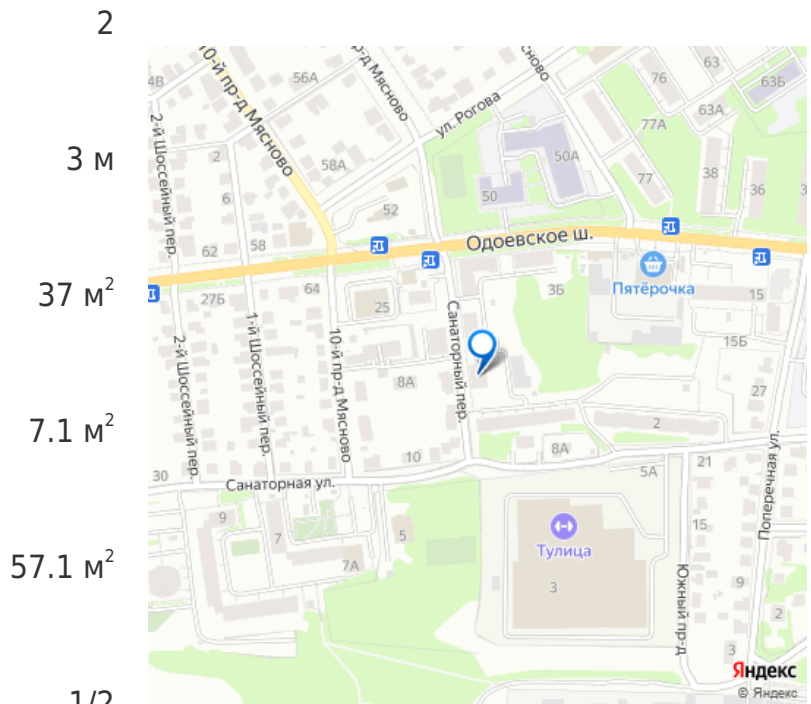 2
3 м
37 м²
7.1 м²
57.1 м²
1/2
4В
2-й Шоссейный пер.
10-й пр-д Мясново
56А
пр-д Мясново
ул. Рогова
76
63
63Б
63А
77А
2
58А
50А
38
36
77
6
50
52
62
58
Одоевское ш.
27Б
64
25
3Б
Пятёрочка
15
1-й Шоссейный пер.
2-й Шоссейный пер.
10-й пр-д Мясново
Санаторный пер.
15Б
8А
27
2
10
8А
30
Санаторная ул.
5А
21
Поперечная ул.
9
7
5
Тулица
15
7А
3
Южный пр-д
9
2
3
Яндекс
© Яндекс